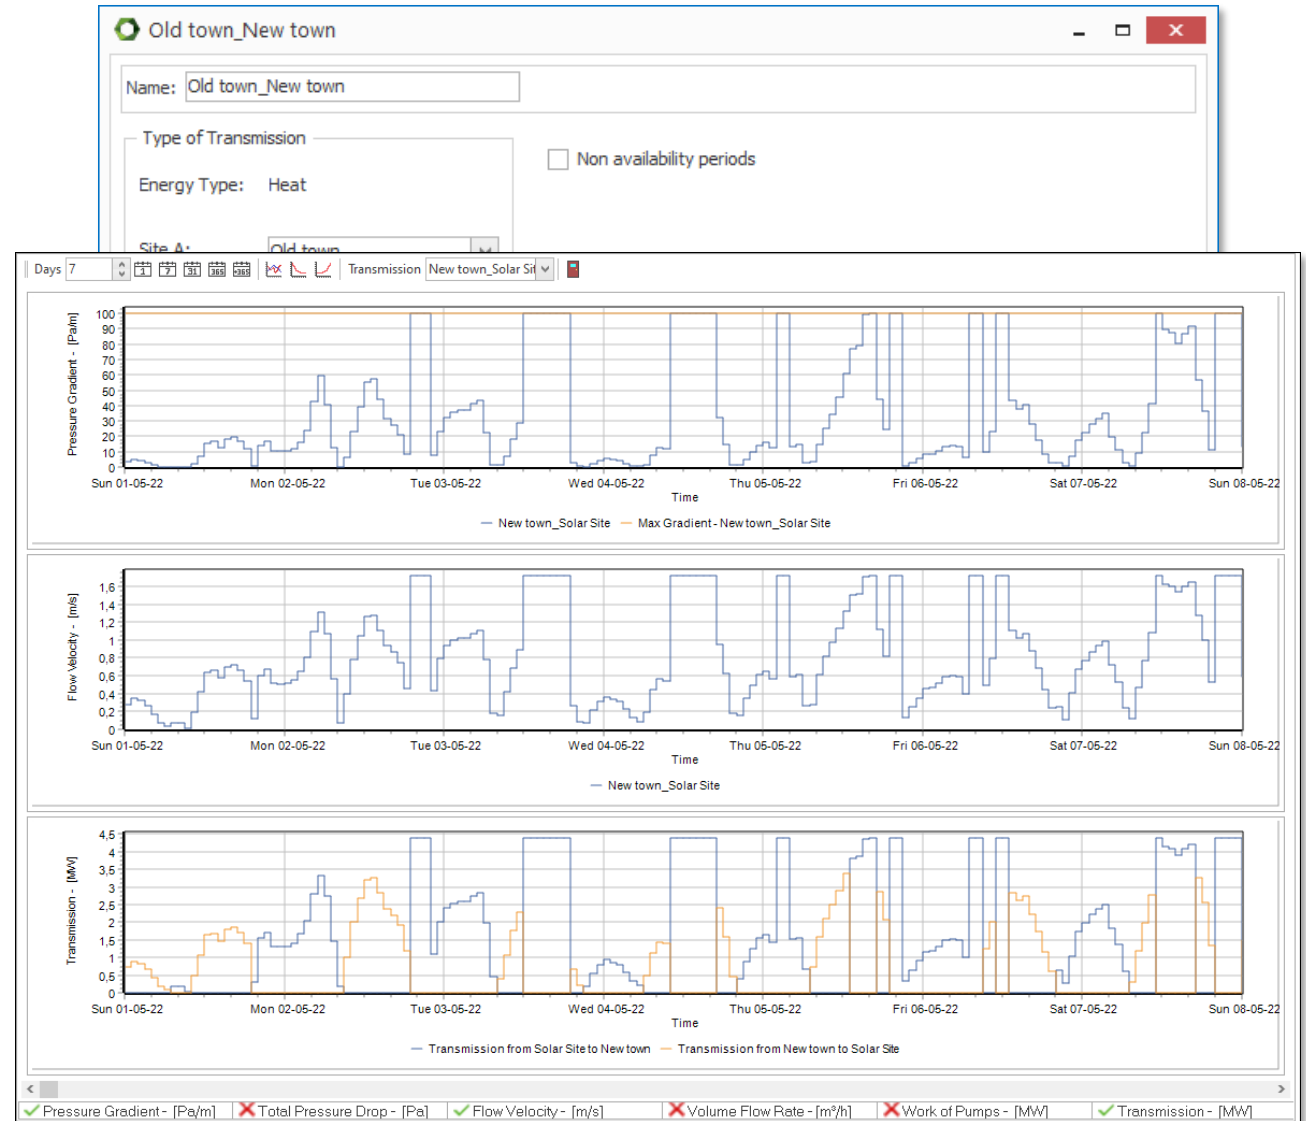 Old town_New town
Name: Old town_New town
Type of Transmission
Non availability periods
Energy Type: Heat
Site A: Old town
Days 7 1 7 31 365 +365 Transmission New town_Solar Sit
Pressure Gradient - [Pa/m]
100
90
80
70
60
50
40
30
20
10
0
Sun 01-05-22 Mon 02-05-22 Tue 03-05-22 Wed 04-05-22 Thu 05-05-22 Fri 06-05-22 Sat 07-05-22 Sun 08-05-22
Time
New town_Solar Site Max Gradient - New town_Solar Site
Flow Velocity - [m/s]
1,6
1,4
1,2
1
0,8
0,6
0,4
0,2
0
Sun 01-05-22 Mon 02-05-22 Tue 03-05-22 Wed 04-05-22 Thu 05-05-22 Fri 06-05-22 Sat 07-05-22 Sun 08-05-22
Time
New town_Solar Site
Transmission - [MW]
4,5
4
3,5
3
2,5
2
1,5
1
0,5
0
Sun 01-05-22 Mon 02-05-22 Tue 03-05-22 Wed 04-05-22 Thu 05-05-22 Fri 06-05-22 Sat 07-05-22 Sun 08-05-22
Time
Transmission from Solar Site to New town Transmission from New town to Solar Site
Pressure Gradient - [Pa/m] Total Pressure Drop - [Pa] Flow Velocity - [m/s] Volume Flow Rate - [m³/h] Work of Pumps - [MW] Transmission - [MW]